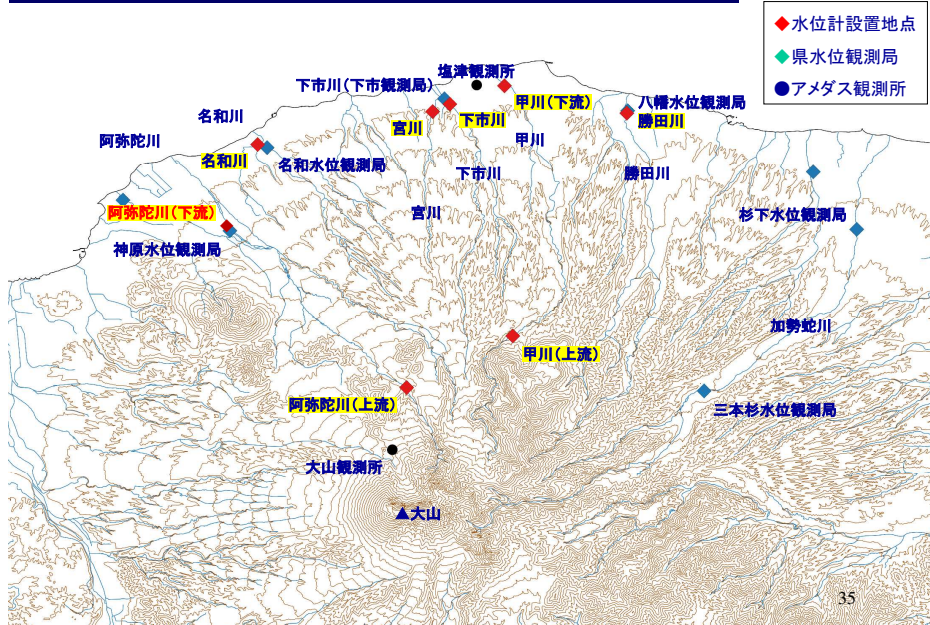 水位計設置地点
県水位観測局
アメダス観測所
塩津観測所
下市川(下市観測局)
甲川(下流)
八幡水位観測局
勝田川
名和川
宮川
下市川
阿弥陀川
名和川
名和水位観測局
甲川
下市川
勝田川
阿弥陀川(下流)
宮川
杉下水位観測局
神原水位観測局
加勢蛇川
甲川(上流)
阿弥陀川(上流)
三本杉水位観測局
大山観測所
大山
35